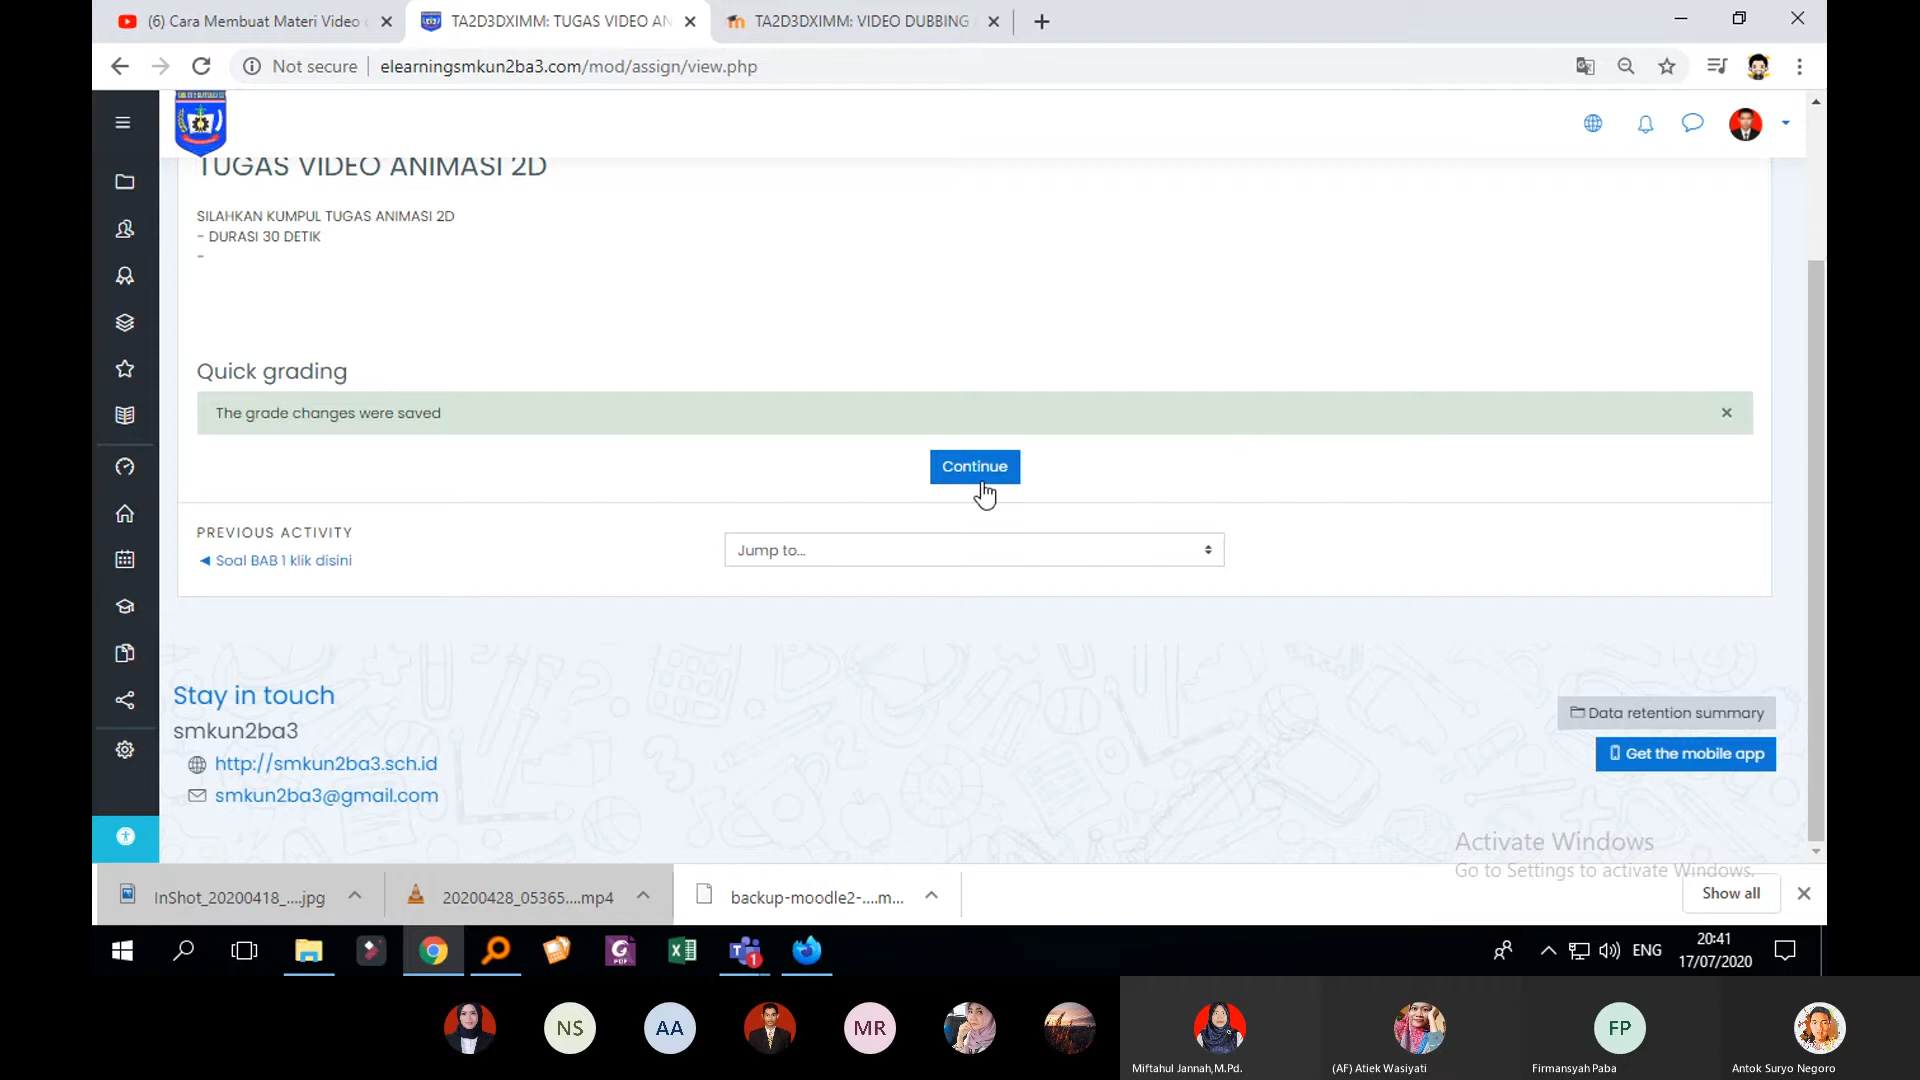 (6) Cara Membuat Materi Video
TA2D3DXIMM: TUGAS VIDEO AN
TA2D3DXIMM: VIDEO DUBBING
Not secure
elearningsmkun2ba3.com/mod/assign/view.php
TUGAS VIDEO ANIMASI 2D
SILAHKAN KUMPUL TUGAS ANIMASI 2D
- DURASI 30 DETIK
-
Quick grading
The grade changes were saved
Continue
PREVIOUS ACTIVITY
◄ Soal BAB 1 klik disini
Jump to...
Stay in touch
smkun2ba3
http://smkun2ba3.sch.id
smkun2ba3@gmail.com
Data retention summary
Get the mobile app
Activate Windows
Go to Settings to activate Windows.
InShot_20200418_....jpg
20200428_05365....mp4
backup-moodle2-....m...
Show all
ENG
20:41
17/07/2020
1
NS
AA
MR
FP
Miftahul Jannah,M.Pd.
(AF) Atiek Wasiyati
Firmansyah Paba
Antok Suryo Negoro